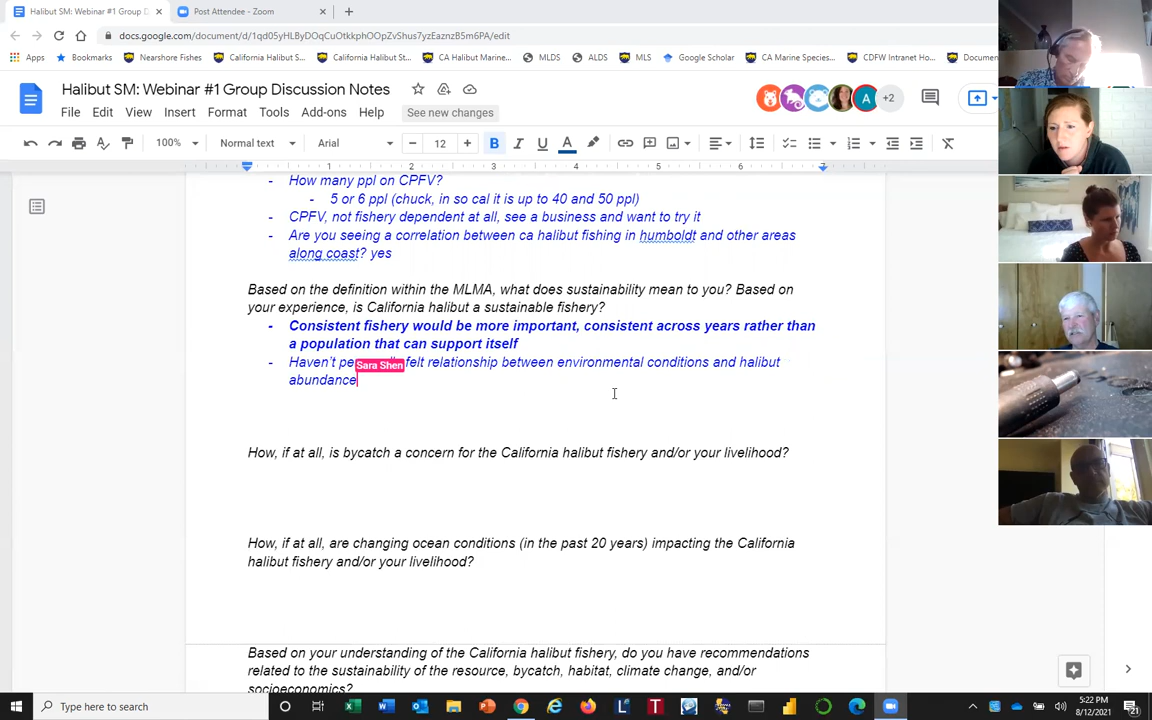 Halibut SM: Webinar #1 Group D
Post Attendee - Zoom
docs.google.com/document/d/1qd05yHLByDOqCuOtkkphOOpZvShus7yzEaznzB5m6PA/edit
Apps
Bookmarks
Nearshore Fishes
California Halibut S...
California Halibut St...
CA Halibut Marine...
MLDS
ALDS
MLS
Google Scholar
CA Marine Species...
CDFW Intranet Ho...
Documen
Halibut SM: Webinar #1 Group Discussion Notes
File Edit View Insert Format Tools Add-ons Help
See new changes
A
+2
100% Normal text Arial 12 B I U A
1 2 3 4 5 6 7
- How many ppl on CPFV?
- 5 or 6 ppl (chuck, in so cal it is up to 40 and 50 ppl)
- CPFV, not fishery dependent at all, see a business and want to try it
- Are you seeing a correlation between ca halibut fishing in humboldt and other areas
along coast? yes
Based on the definition within the MLMA, what does sustainability mean to you? Based on
your experience, is California halibut a sustainable fishery?
- Consistent fishery would be more important, consistent across years rather than
a population that can support itself
- Haven't felt relationship between environmental conditions and halibut
Sara Shen
abundance
How, if at all, is bycatch a concern for the California halibut fishery and/or your livelihood?
How, if at all, are changing ocean conditions (in the past 20 years) impacting the California
halibut fishery and/or your livelihood?
Based on your understanding of the California halibut fishery, do you have recommendations
related to the sustainability of the resource, bycatch, habitat, climate change, and/or
socioeconomics?
Type here to search
5:22 PM
8/12/2021